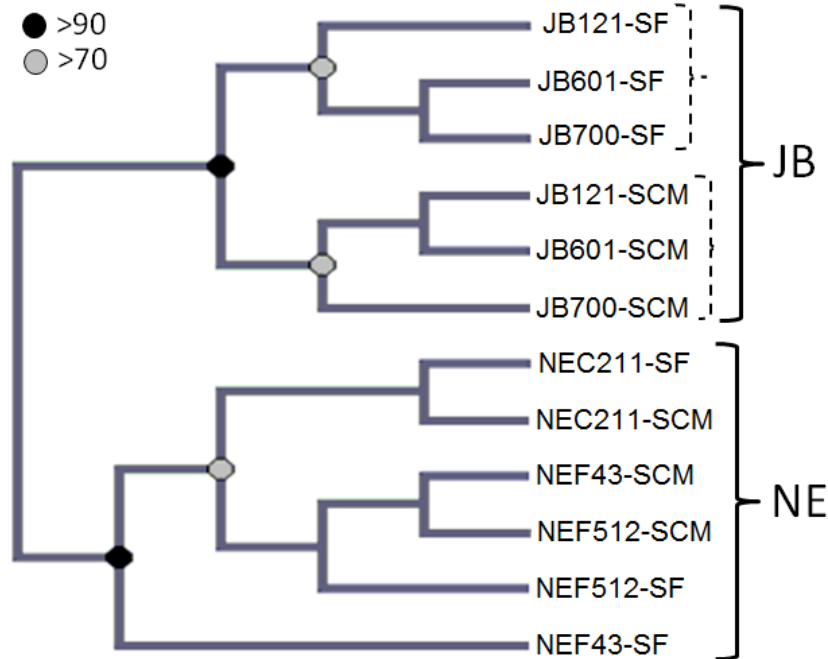 >90
>70
JB121-SF
JB601-SF
JB700-SF
JB121-SCM
JB601-SCM
JB700-SCM
JB
NEC211-SF
NEC211-SCM
NEF43-SCM
NEF512-SCM
NEF512-SF
NEF43-SF
NE